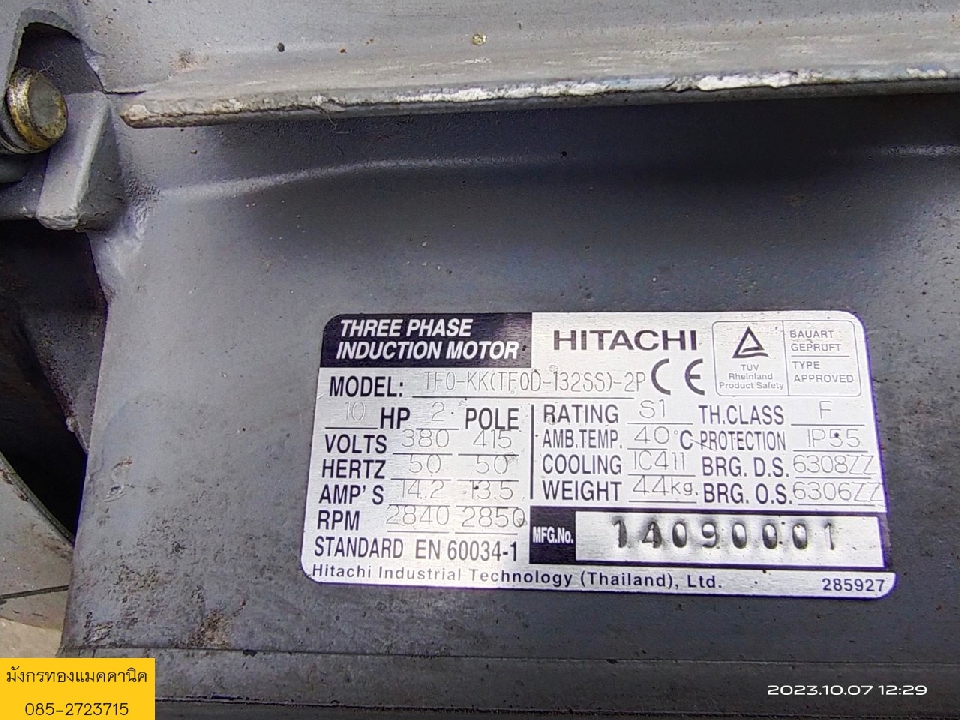 THREE PHASE
INDUCTION MOTOR
HITACHI
TUV
Rheinland
Product Safety
BAUART
GEPRÜFT
TYPE
APPROVED
MODEL: TFO-KK(TFOD-132SS)-2P CE
10 HP 2 POLE
RATING S1 TH.CLASS F
VOLTS 380 415
AMB.TEMP. 40°C PROTECTION IP55
HERTZ 50 50
COOLING IC411 BRG. D.S. 6308ZZ
AMP'S 14.2 13.5
WEIGHT 44kg. BRG. O.S. 6306ZZ
RPM 2840 2850
MFG.No. 14090001
STANDARD EN 60034-1
Hitachi Industrial Technology (Thailand), Ltd. 285927
มังกรทองแมคคานิค
085-2723715
2023.10.07 12:29